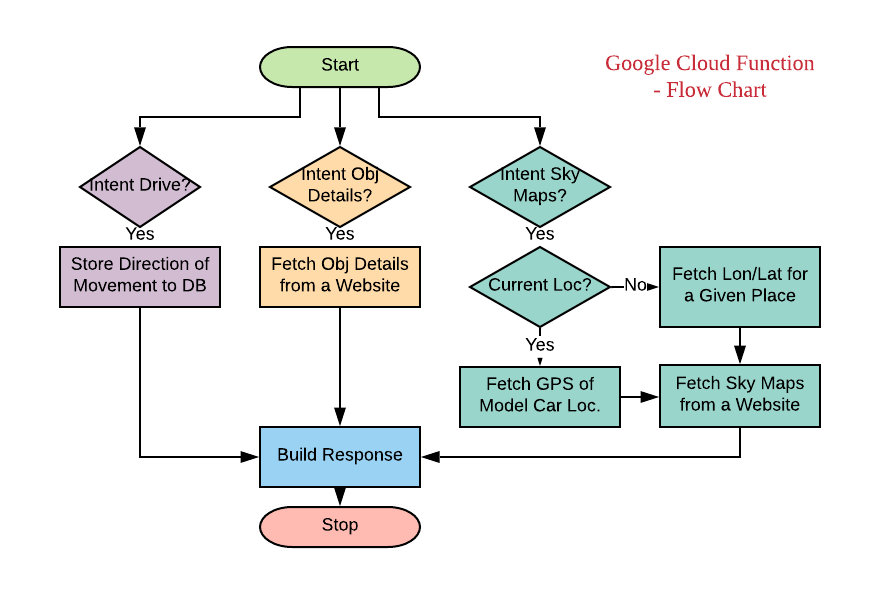 Start
Google Cloud Function
- Flow Chart
Intent Drive?
Intent Obj
Details?
Intent Sky
Maps?
Yes
Yes
Yes
Store Direction of
Movement to DB
Fetch Obj Details
from a Website
Current Loc?
No
Fetch Lon/Lat for
a Given Place
Yes
Fetch GPS of
Model Car Loc.
Fetch Sky Maps
from a Website
Build Response
Stop